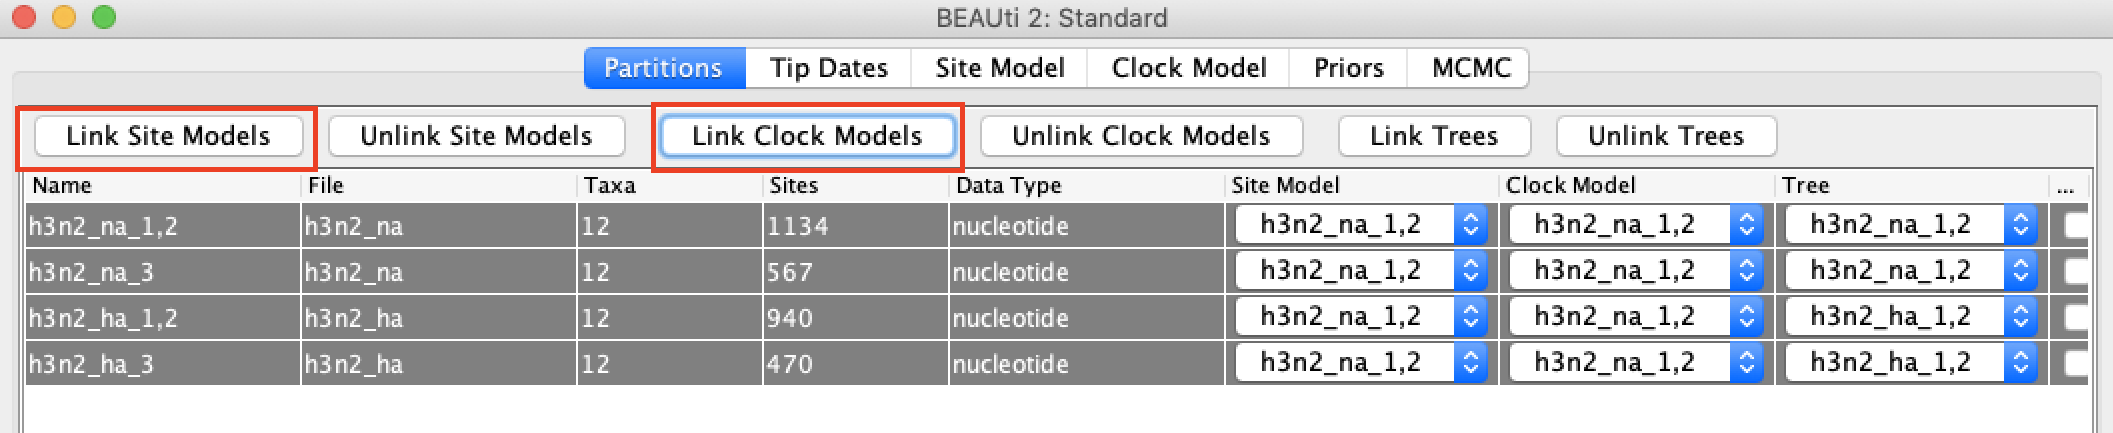 BEAUti 2: Standard
Partitions Tip Dates Site Model Clock Model Priors MCMC
Link Site Models Unlink Site Models Link Clock Models Unlink Clock Models Link Trees Unlink Trees
Name File Taxa Sites Data Type Site Model Clock Model Tree ...
h3n2_na_1,2 h3n2_na 12 1134 nucleotide h3n2_na_1,2 h3n2_na_1,2 h3n2_na_1,2
h3n2_na_3 h3n2_na 12 567 nucleotide h3n2_na_1,2 h3n2_na_1,2 h3n2_na_1,2
h3n2_ha_1,2 h3n2_ha 12 940 nucleotide h3n2_na_1,2 h3n2_na_1,2 h3n2_ha_1,2
h3n2_ha_3 h3n2_ha 12 470 nucleotide h3n2_na_1,2 h3n2_na_1,2 h3n2_ha_1,2